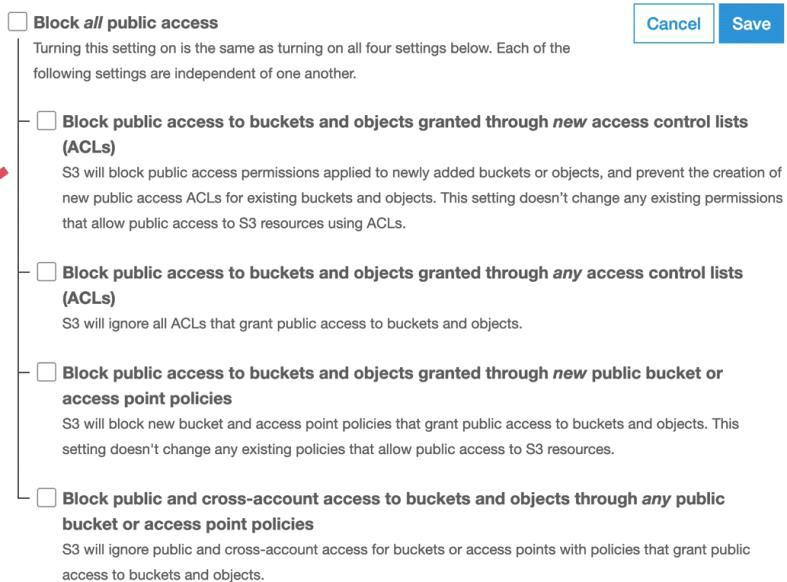 Block all public access
Cancel
Save
Turning this setting on is the same as turning on all four settings below. Each of the
following settings are independent of one another.
Block public access to buckets and objects granted through new access control lists
(ACLs)
S3 will block public access permissions applied to newly added buckets or objects, and prevent the creation of
new public access ACLs for existing buckets and objects. This setting doesn’t change any existing permissions
that allow public access to S3 resources using ACLs.
Block public access to buckets and objects granted through any access control lists
(ACLs)
S3 will ignore all ACLs that grant public access to buckets and objects.
Block public access to buckets and objects granted through new public bucket or
access point policies
S3 will block new bucket and access point policies that grant public access to buckets and objects. This
setting doesn't change any existing policies that allow public access to S3 resources.
Block public and cross-account access to buckets and objects through any public
bucket or access point policies
S3 will ignore public and cross-account access for buckets or access points with policies that grant public
access to buckets and objects.